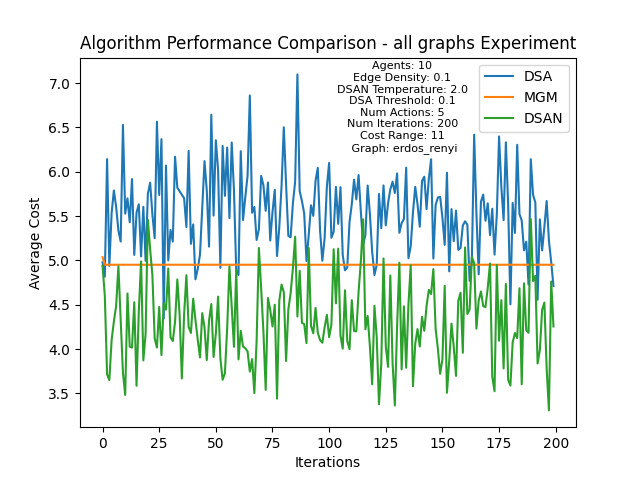 Algorithm Performance Comparison - all graphs Experiment
Agents: 10
Edge Density: 0.1
DSAN Temperature: 2.0
DSA Threshold: 0.1
Num Actions: 5
Num Iterations: 200
Cost Range: 11
Graph: erdos_renyi
DSA
MGM
DSAN
7.0
6.5
6.0
5.5
5.0
4.5
4.0
3.5
Average Cost
0 25 50 75 100 125 150 175 200
Iterations